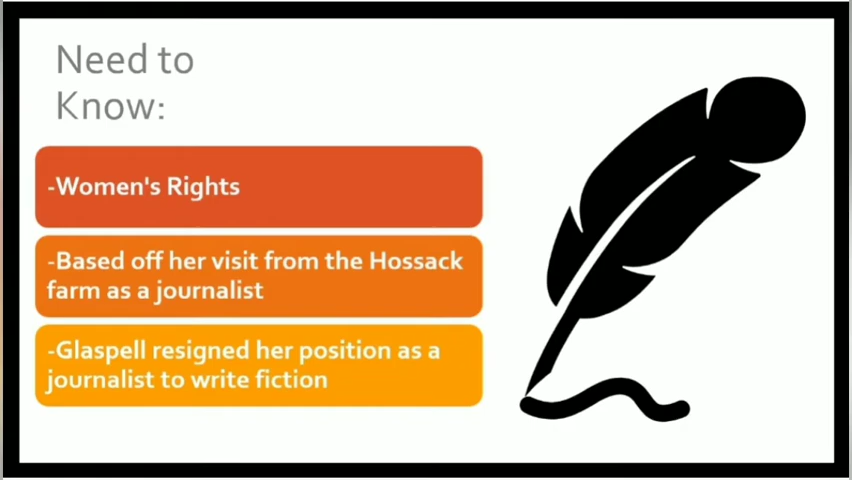 Need to
Know:
-Women's Rights
-Based off her visit from the Hossack
farm as a journalist
-Glaspell resigned her position as a
journalist to write fiction